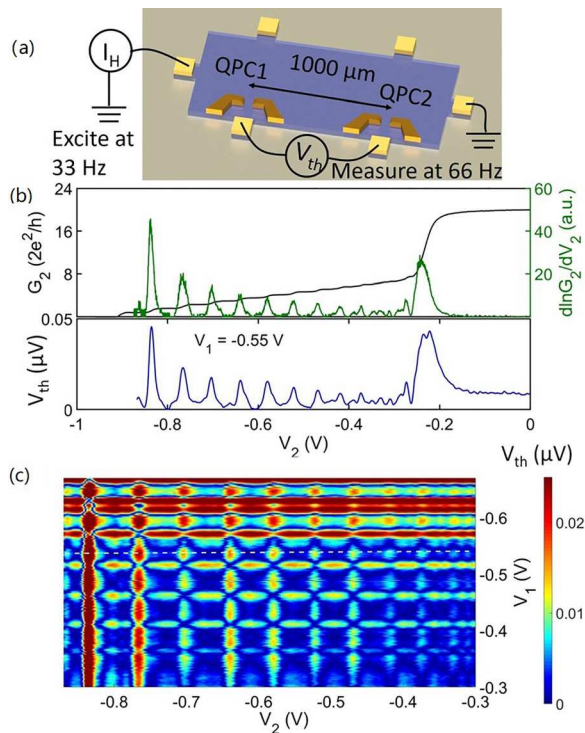 (a)
I_H
QPC1
1000 μm
QPC2
Excite at
33 Hz
V_th
Measure at 66 Hz
(b)
24
16
8
0
G_2 (2e^2/h)
60
40
20
0
dlnG_2/dV_2 (a.u.)
0.05
0
V_th (μV)
V_1 = -0.55 V
-1 -0.8 -0.6 -0.4 -0.2 0
V_2 (V)
(c)
V_th (μV)
-0.6
-0.5
-0.4
-0.3
V_1 (V)
0.02
0.01
0
-0.8 -0.7 -0.6 -0.5 -0.4 -0.3
V_2 (V)